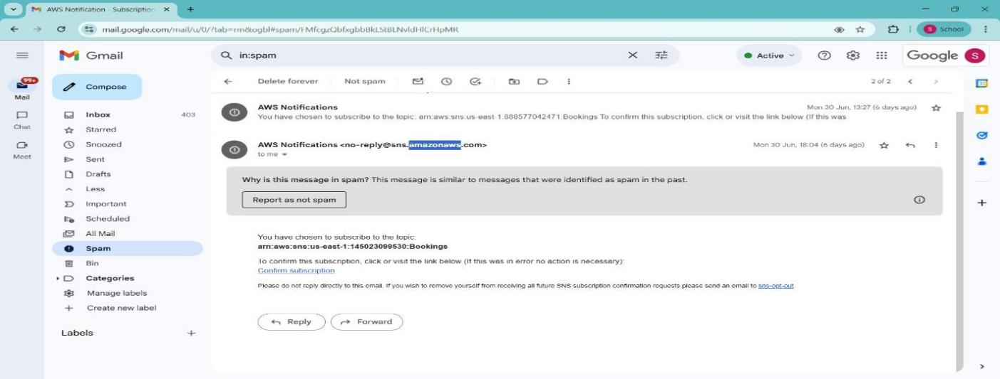 AWS Notification - Subscription
mail.google.com/mail/u/0/?tab=rm&ogbl#spam/
School
Gmail
in:spam
Active
Google
S
99+
Mail
Chat
Meet
Compose
Inbox 403
Starred
Snoozed
Sent
Drafts
Less
Important
Scheduled
All Mail
Spam
Bin
Categories
Manage labels
Create new label
Labels
Delete forever Not spam 2 of 2
AWS Notifications Mon 30 Jun, 13:27 (6 days ago)
You have chosen to subscribe to the topic: arn:aws:sns:us-east-1:888577042471:Bookings To confirm this subscription, click or visit the link below (If this was
AWS Notifications <no-reply@sns.amazonaws.com> Mon 30 Jun, 18:04 (6 days ago)
to me
Why is this message in spam? This message is similar to messages that were identified as spam in the past.
Report as not spam
You have chosen to subscribe to the topic:
arn:aws:sns:us-east-1:145023099530:Bookings
To confirm this subscription, click or visit the link below (If this was in error no action is necessary):
Confirm subscription
Please do not reply directly to this email. If you wish to remove yourself from receiving all future SNS subscription confirmation requests please send an email to sns-opt-out
Reply Forward